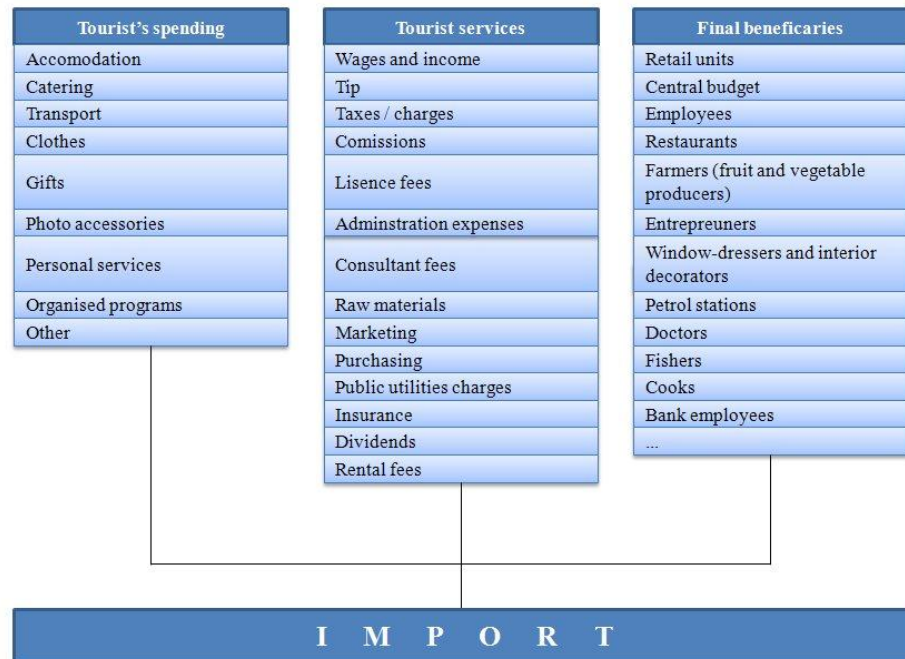 Tourist's spending
Accomodation
Catering
Transport
Clothes
Gifts
Photo accessories
Personal services
Organised programs
Other
Tourist services
Wages and income
Tip
Taxes / charges
Comissions
Lisence fees
Adminstration expenses
Consultant fees
Raw materials
Marketing
Purchasing
Public utilities charges
Insurance
Dividends
Rental fees
Final beneficaries
Retail units
Central budget
Employees
Restaurants
Farmers (fruit and vegetable
producers)
Entrepreuners
Window-dressers and interior
decorators
Petrol stations
Doctors
Fishers
Cooks
Bank employees
...
I M P O R T